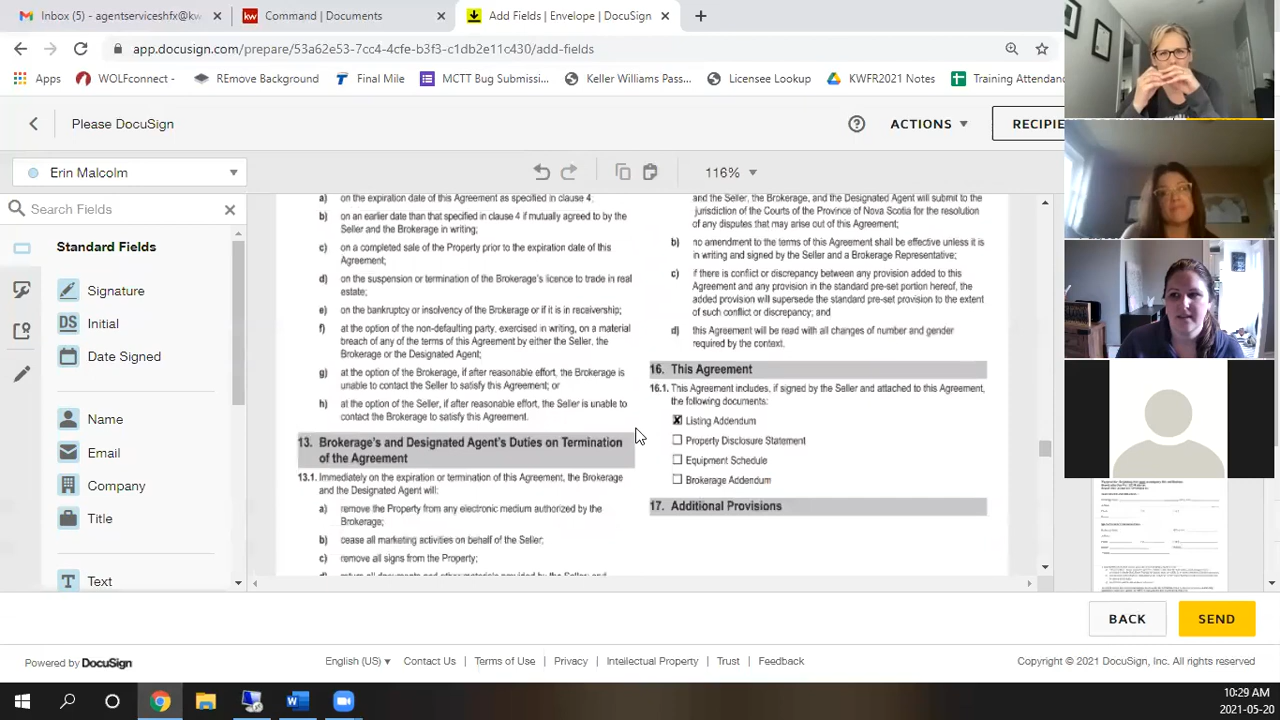 Inbox (5) - agentserviceshfx@kw
Command | Documents
Add Fields | Envelope | DocuSign
app.docusign.com/prepare/53a62e53-7cc4-4cfe-b3f3-c1db2e11c430/add-fields
Apps
WOLFconnect -
REmove Background
Final Mile
MCTT Bug Submissi...
Keller Williams Pass...
Licensee Lookup
KWFR2021 Notes
Training Attendanc
Please DocuSign
ACTIONS
RECIPIE
Erin Malcolm
116%
Search Fields
Standard Fields
Signature
Initial
Date Signed
Name
Email
Company
Title
Text
a) on the expiration date of this Agreement as specified in clause 4.
b) on an earlier date than that specified in clause 4 if mutually agreed to by the
Seller and the Brokerage in writing;
c) on a completed sale of the Property prior to the expiration date of this
Agreement;
d) on the suspension or termination of the Brokerage's licence to trade in real
estate;
e) on the bankruptcy or insolvency of the Brokerage or if it is in receivership;
f) at the option of the non-defaulting party, exercised in writing, on a material
breach of any of the terms of this Agreement by either the Seller, the
Brokerage or the Designated Agent;
g) at the option of the Brokerage, if after reasonable effort, the Brokerage is
unable to contact the Seller to satisfy this Agreement; or
h) at the option of the Seller, if after reasonable effort, the Seller is unable to
contact the Brokerage to satisfy this Agreement.
13. Brokerage's and Designated Agent's Duties on Termination
of the Agreement
13.1. Immediately on the expiration or termination of this Agreement, the Brokerage
and the Designated Agent will:
remove the Property from any medium authorized by the
Brokerage;
cease all marketing activities on behalf of the Seller;
remove all signs from the Property;
and the Seller, the Brokerage, and the Designated Agent will submit to the
jurisdiction of the Courts of the Province of Nova Scotia for the resolution
of any disputes that may arise out of this Agreement;
b) no amendment to the terms of this Agreement shall be effective unless it is
in writing and signed by the Seller and a Brokerage Representative;
c) if there is conflict or discrepancy between any provision added to this
Agreement and any provision in the standard pre-set portion hereof, the
added provision will supersede the standard pre-set provision to the extent
of such conflict or discrepancy; and
d) this Agreement will be read with all changes of number and gender
required by the context.
16. This Agreement
16.1. This Agreement includes, if signed by the Seller and attached to this Agreement,
the following documents:
X Listing Addendum
Property Disclosure Statement
Equipment Schedule
Brokerage Addendum
17. Additional Provisions
BACK
SEND
Powered by DocuSign
English (US) ▾ Contact Us | Terms of Use | Privacy | Intellectual Property | Trust | Feedback
Copyright © 2021 DocuSign, Inc. All rights reserved
10:29 AM
2021-05-20